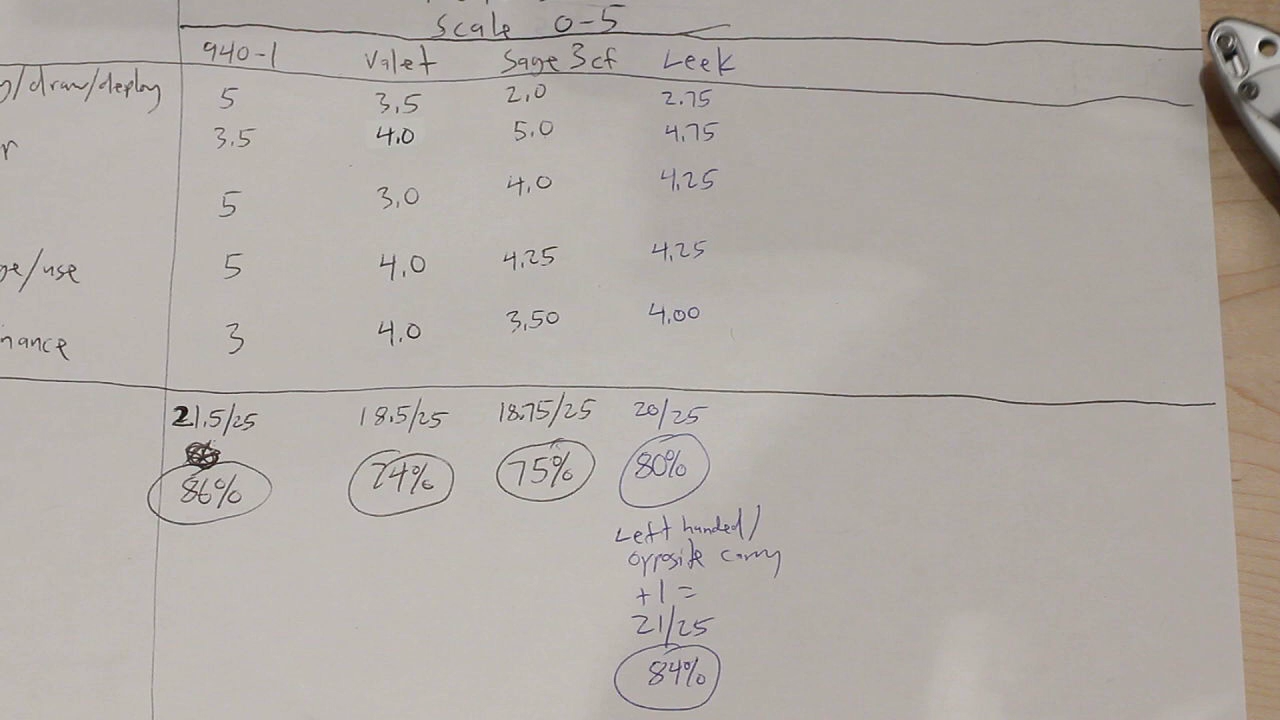 Scale 0-5
940-1 Valet Sage 3cf Leek
y/draw/deploy 5 3.5 2.0 2.75
r 3.5 4.0 5.0 4.75
5 3.0 4.0 4.25
ge/use 5 4.0 4.25 4.25
nance 3 4.0 3.50 4.00
21.5/25 18.5/25 18.75/25 20/25
86% 74% 75% 80%
Left handed/
opposite carry
+1 =
21/25
84%